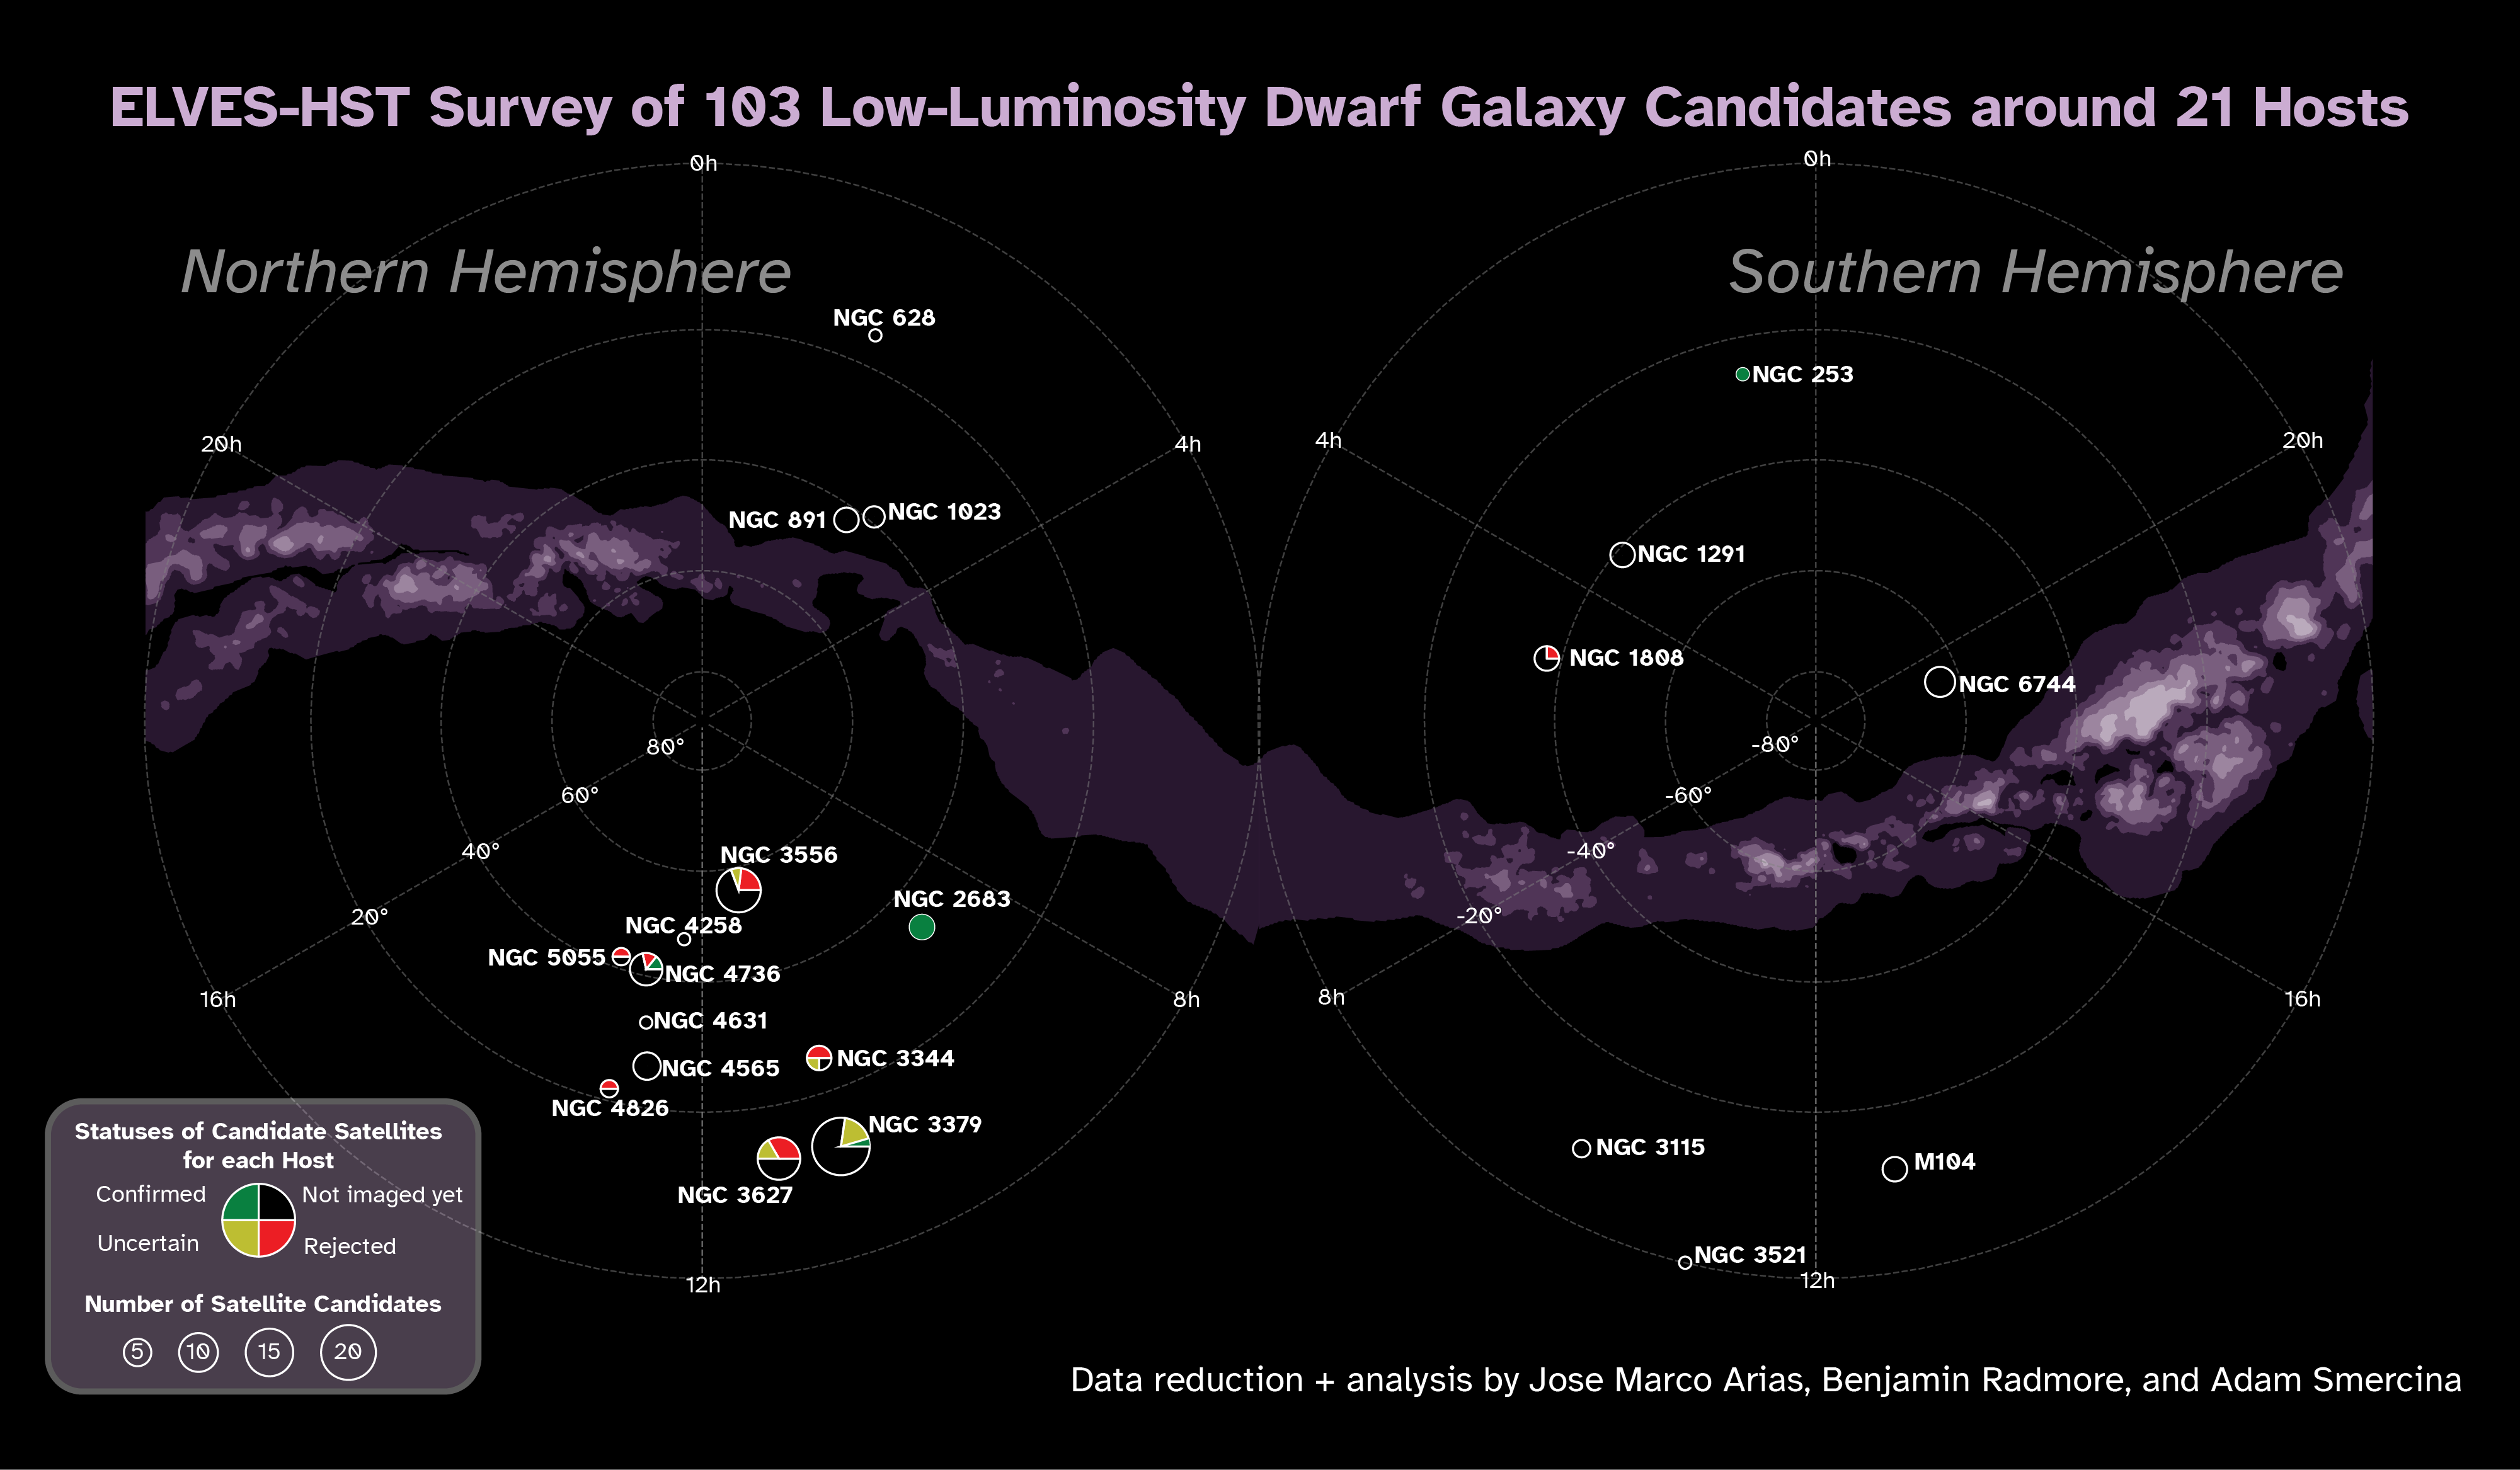 ELVES-HST Survey of 103 Low-Luminosity Dwarf Galaxy Candidates around 21 Hosts
0h
0h
Northern Hemisphere
Southern Hemisphere
NGC 628
NGC 253
20h
4h
4h
20h
NGC 891
NGC 1023
NGC 1291
NGC 1808
NGC 6744
80°
-80°
60°
-60°
40°
-40°
NGC 3556
NGC 2683
20°
-20°
NGC 4258
NGC 5055
NGC 4736
16h
8h
8h
16h
NGC 4631
NGC 4565
NGC 3344
NGC 4826
NGC 3379
NGC 3627
NGC 3115
M104
NGC 3521
12h
12h
Statuses of Candidate Satellites
for each Host
Confirmed
Not imaged yet
Uncertain
Rejected
Number of Satellite Candidates
5 10 15 20
Data reduction + analysis by Jose Marco Arias, Benjamin Radmore, and Adam Smercina